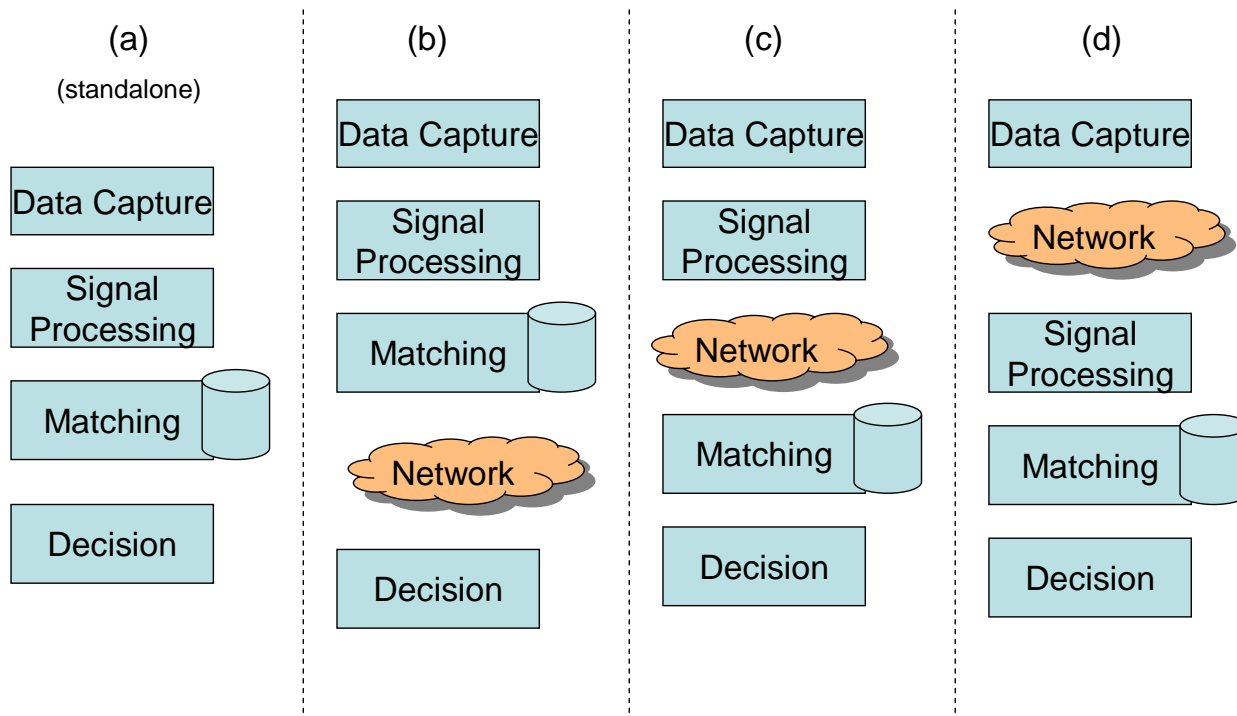 (a)
(standalone)
Data Capture
Signal
Processing
Matching
Decision
(b)
Data Capture
Signal
Processing
Matching
Network
Decision
(c)
Data Capture
Signal
Processing
Network
Matching
Decision
(d)
Data Capture
Network
Signal
Processing
Matching
Decision